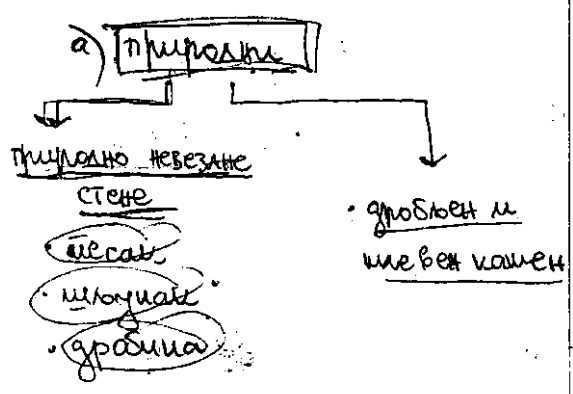 а) природни
природно невезане
стене
· песак
· шљунак
· дробина
· дробљен и
млевен камен